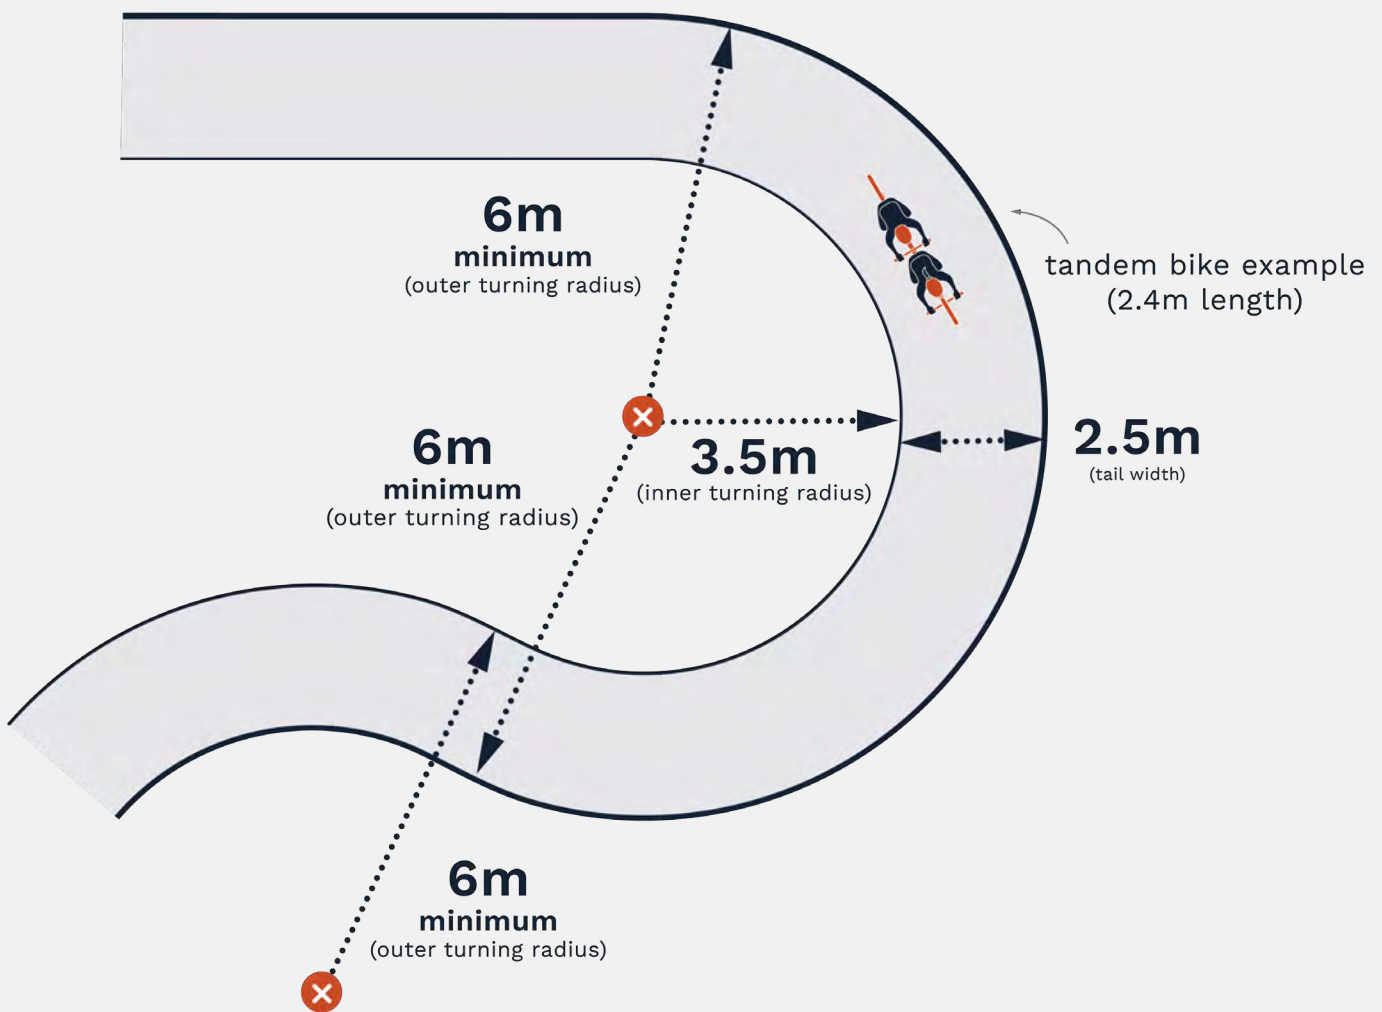 6m
minimum
(outer turning radius)
tandem bike example
(2.4m length)
6m
minimum
(outer turning radius)
3.5m
(inner turning radius)
2.5m
(tail width)
6m
minimum
(outer turning radius)